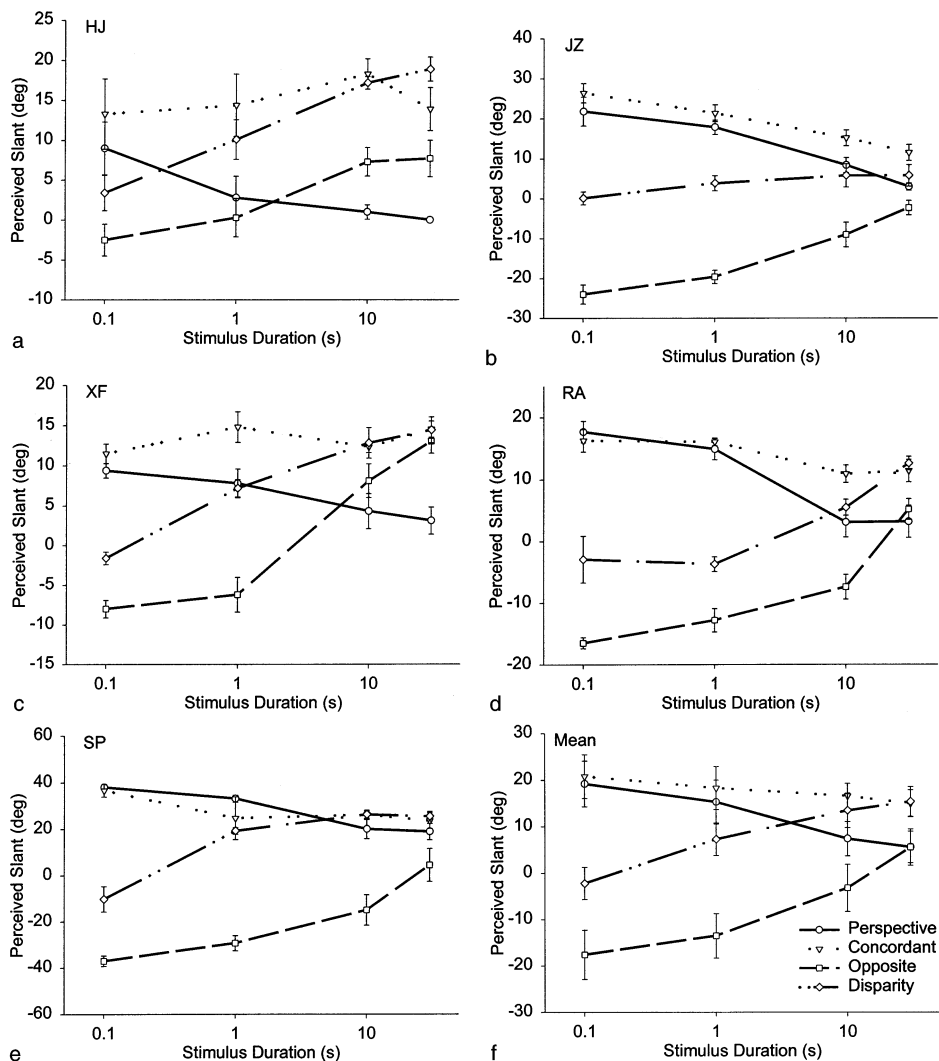 HJ
25
20
15
10
5
0
-5
-10
Perceived Slant (deg)
0.1 1 10
Stimulus Duration (s)
a
JZ
40
30
20
10
0
-10
-20
-30
Perceived Slant (deg)
0.1 1 10
Stimulus Duration (s)
b
XF
20
15
10
5
0
-5
-10
-15
Perceived Slant (deg)
0.1 1 10
Stimulus Duration (s)
c
RA
20
10
0
-10
-20
Perceived Slant (deg)
0.1 1 10
Stimulus Duration (s)
d
SP
60
40
20
0
-20
-40
-60
Perceived Slant (deg)
0.1 1 10
Stimulus Duration (s)
e
Mean
30
20
10
0
-10
-20
-30
Perceived Slant (deg)
Perspective
Concordant
Opposite
Disparity
0.1 1 10
Stimulus Duration (s)
f